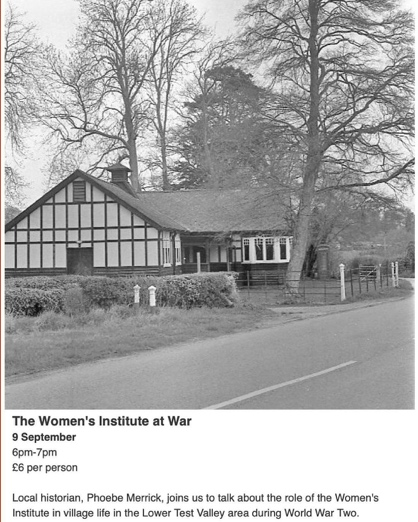 The Women's Institute at War
9 September
6pm-7pm
£6 per person
Local historian, Phoebe Merrick, joins us to talk about the role of the Women's
Institute in village life in the Lower Test Valley area during World War Two.